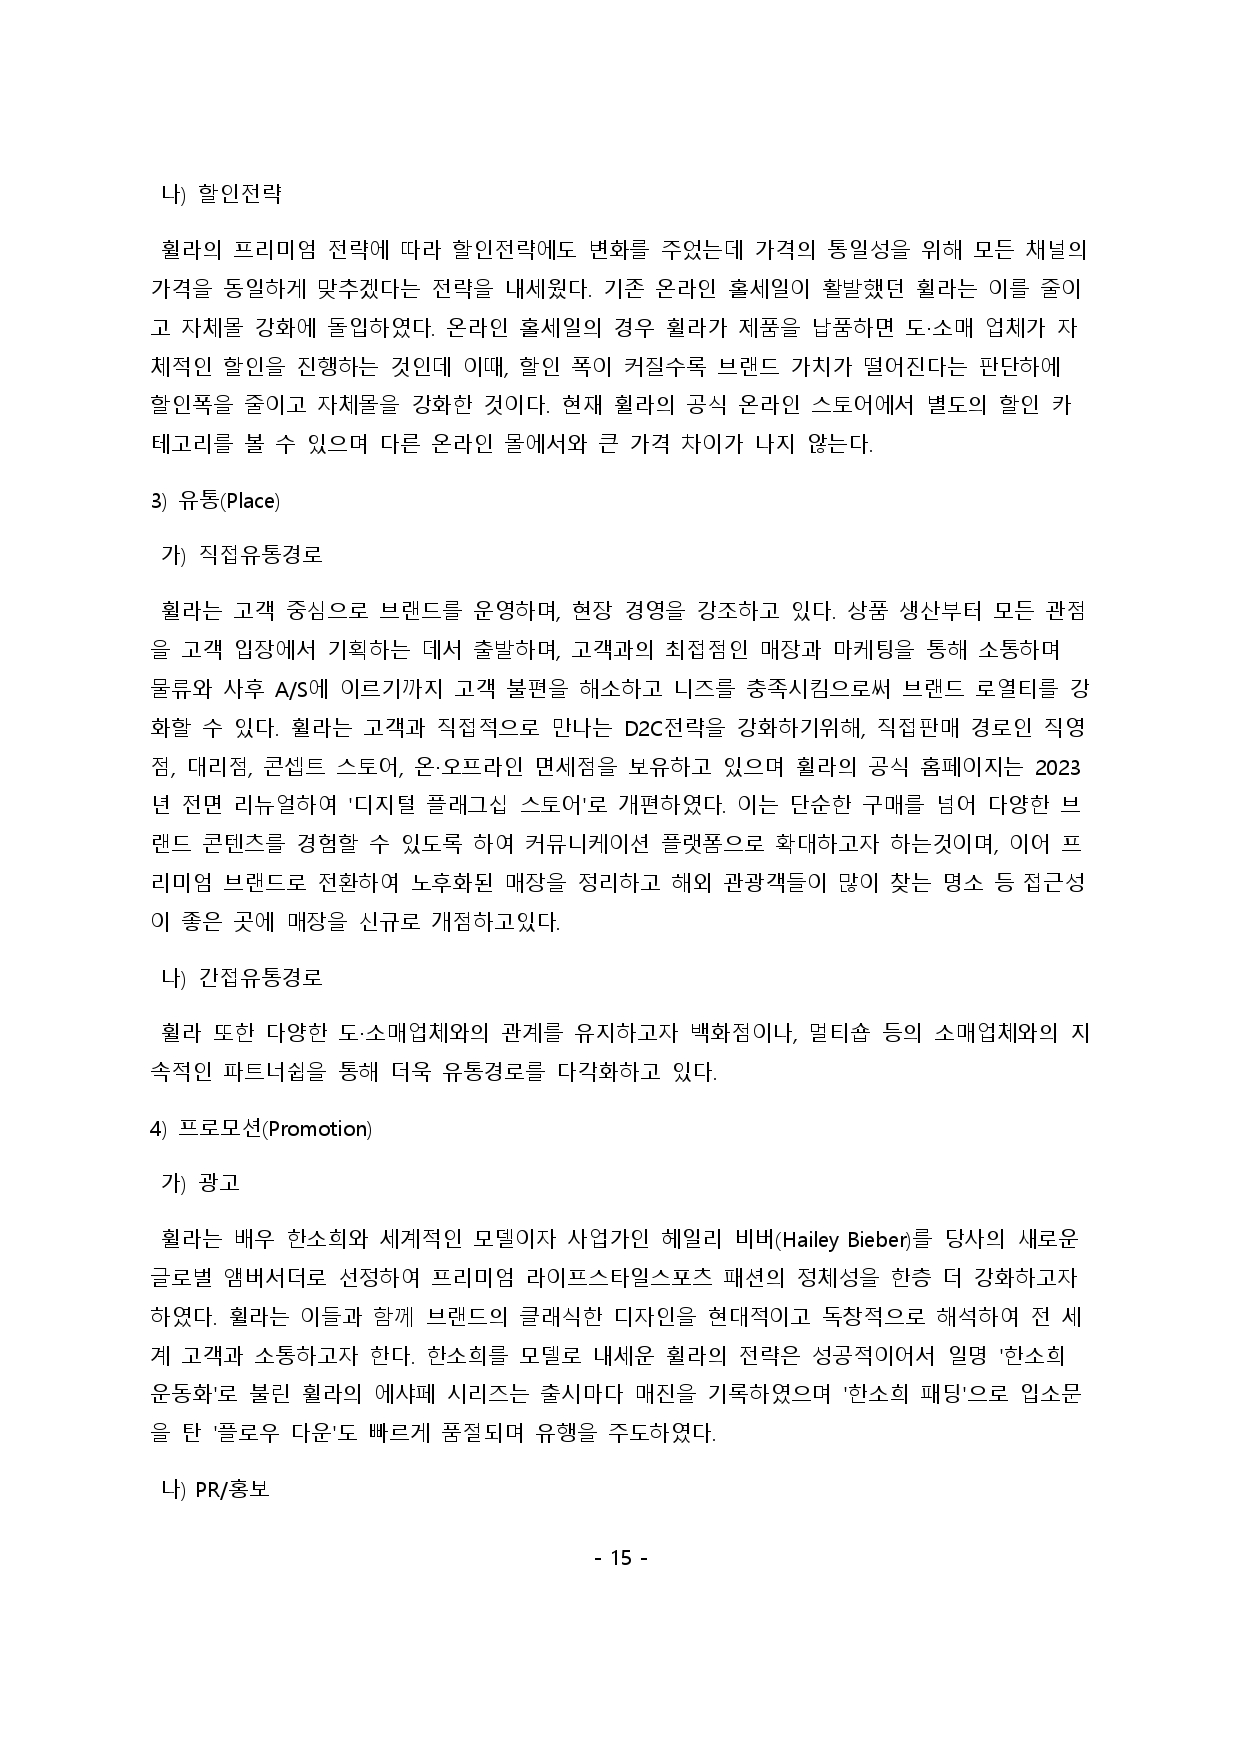 나) 할인전략
휠라의 프리미엄 전략에 따라 할인전략에도 변화를 주었는데 가격의 통일성을 위해 모든 채널의
가격을 동일하게 맞추겠다는 전략을 내세웠다. 기존 온라인 홀세일이 활발했던 휠라는 이를 줄이
고 자체몰 강화에 돌입하였다. 온라인 홀세일의 경우 휠라가 제품을 납품하면 도·소매 업체가 자
체적인 할인을 진행하는 것인데 이때, 할인 폭이 커질수록 브랜드 가치가 떨어진다는 판단하에
할인폭을 줄이고 자체몰을 강화한 것이다. 현재 휠라의 공식 온라인 스토어에서 별도의 할인 카
테고리를 볼 수 있으며 다른 온라인 몰에서와 큰 가격 차이가 나지 않는다.
3) 유통(Place)
가) 직접유통경로
휠라는 고객 중심으로 브랜드를 운영하며, 현장 경영을 강조하고 있다. 상품 생산부터 모든 관점
을 고객 입장에서 기획하는 데서 출발하며, 고객과의 최접점인 매장과 마케팅을 통해 소통하며
물류와 사후 A/S에 이르기까지 고객 불편을 해소하고 니즈를 충족시킴으로써 브랜드 로열티를 강
화할 수 있다. 휠라는 고객과 직접적으로 만나는 D2C전략을 강화하기위해, 직접판매 경로인 직영
점, 대리점, 콘셉트 스토어, 온·오프라인 면세점을 보유하고 있으며 휠라의 공식 홈페이지는 2023
년 전면 리뉴얼하여 '디지털 플래그십 스토어'로 개편하였다. 이는 단순한 구매를 넘어 다양한 브
랜드 콘텐츠를 경험할 수 있도록 하여 커뮤니케이션 플랫폼으로 확대하고자 하는것이며, 이어 프
리미엄 브랜드로 전환하여 노후화된 매장을 정리하고 해외 관광객들이 많이 찾는 명소 등 접근성
이 좋은 곳에 매장을 신규로 개점하고있다.
나) 간접유통경로
휠라 또한 다양한 도·소매업체와의 관계를 유지하고자 백화점이나, 멀티숍 등의 소매업체와의 지
속적인 파트너쉽을 통해 더욱 유통경로를 다각화하고 있다.
4) 프로모션(Promotion)
가) 광고
휠라는 배우 한소희와 세계적인 모델이자 사업가인 헤일리 비버(Hailey Bieber)를 당사의 새로운
글로벌 앰버서더로 선정하여 프리미엄 라이프스타일스포츠 패션의 정체성을 한층 더 강화하고자
하였다. 휠라는 이들과 함께 브랜드의 클래식한 디자인을 현대적이고 독창적으로 해석하여 전 세
계 고객과 소통하고자 한다. 한소희를 모델로 내세운 휠라의 전략은 성공적이어서 일명 '한소희
운동화'로 불린 휠라의 에샤페 시리즈는 출시마다 매진을 기록하였으며 '한소희 패딩'으로 입소문
을 탄 '플로우 다운'도 빠르게 품절되며 유행을 주도하였다.
나) PR/홍보
- 15 -